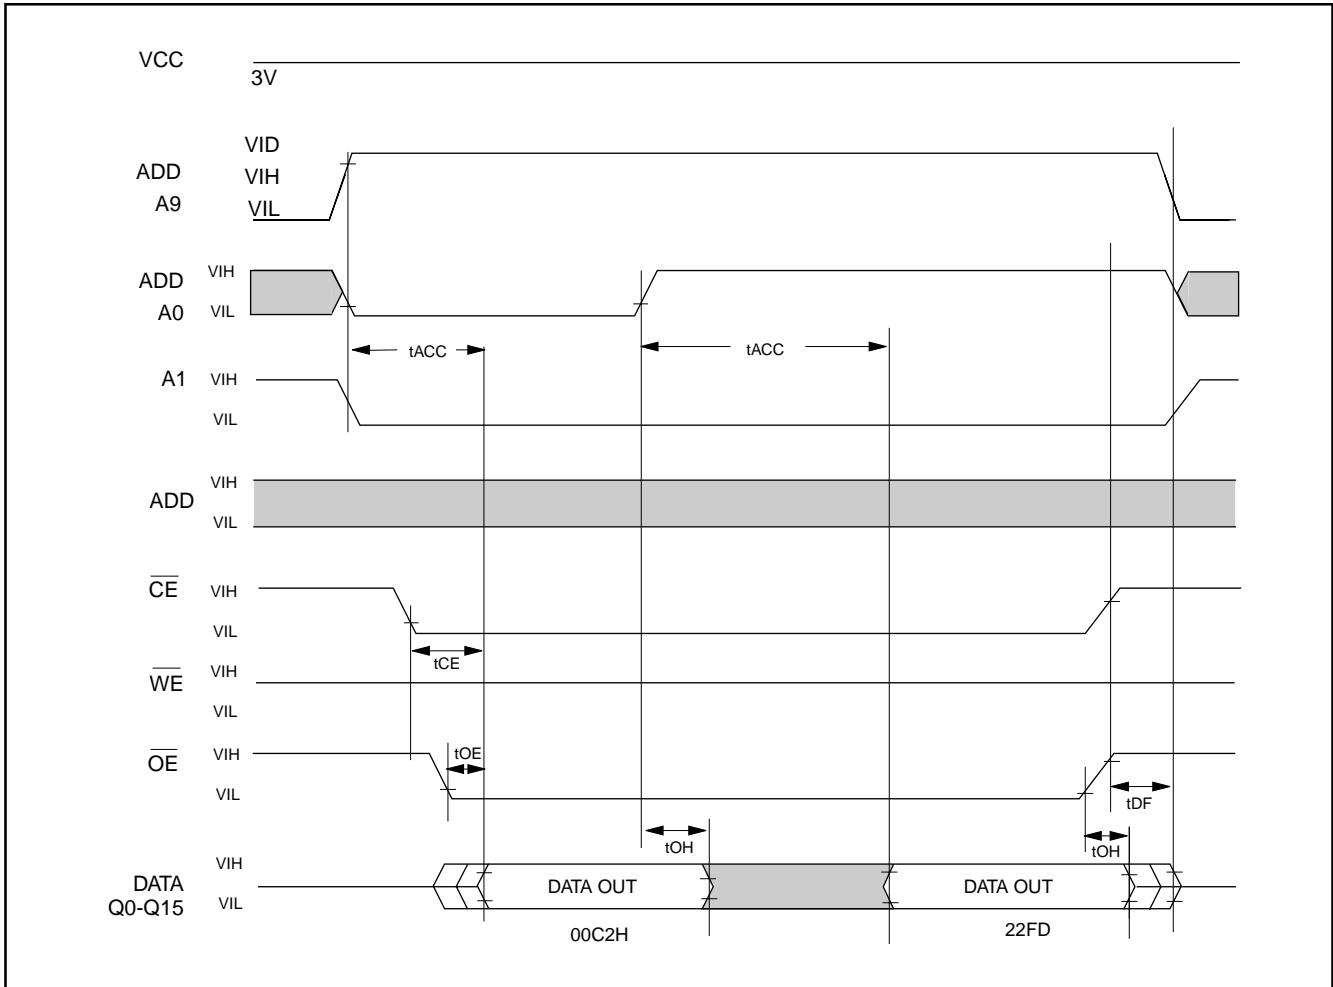 VCC
3V
VID
ADD
VIH
A9
VIL
ADD
VIH
A0
VIL
tACC
tACC
A1
VIH
VIL
ADD
VIH
VIL
CE
VIH
VIL
tCE
WE
VIH
VIL
OE
VIH
tOE
VIL
tDF
tOH
tOH
DATA
VIH
DATA OUT
DATA OUT
Q0-Q15
VIL
00C2H
22FD